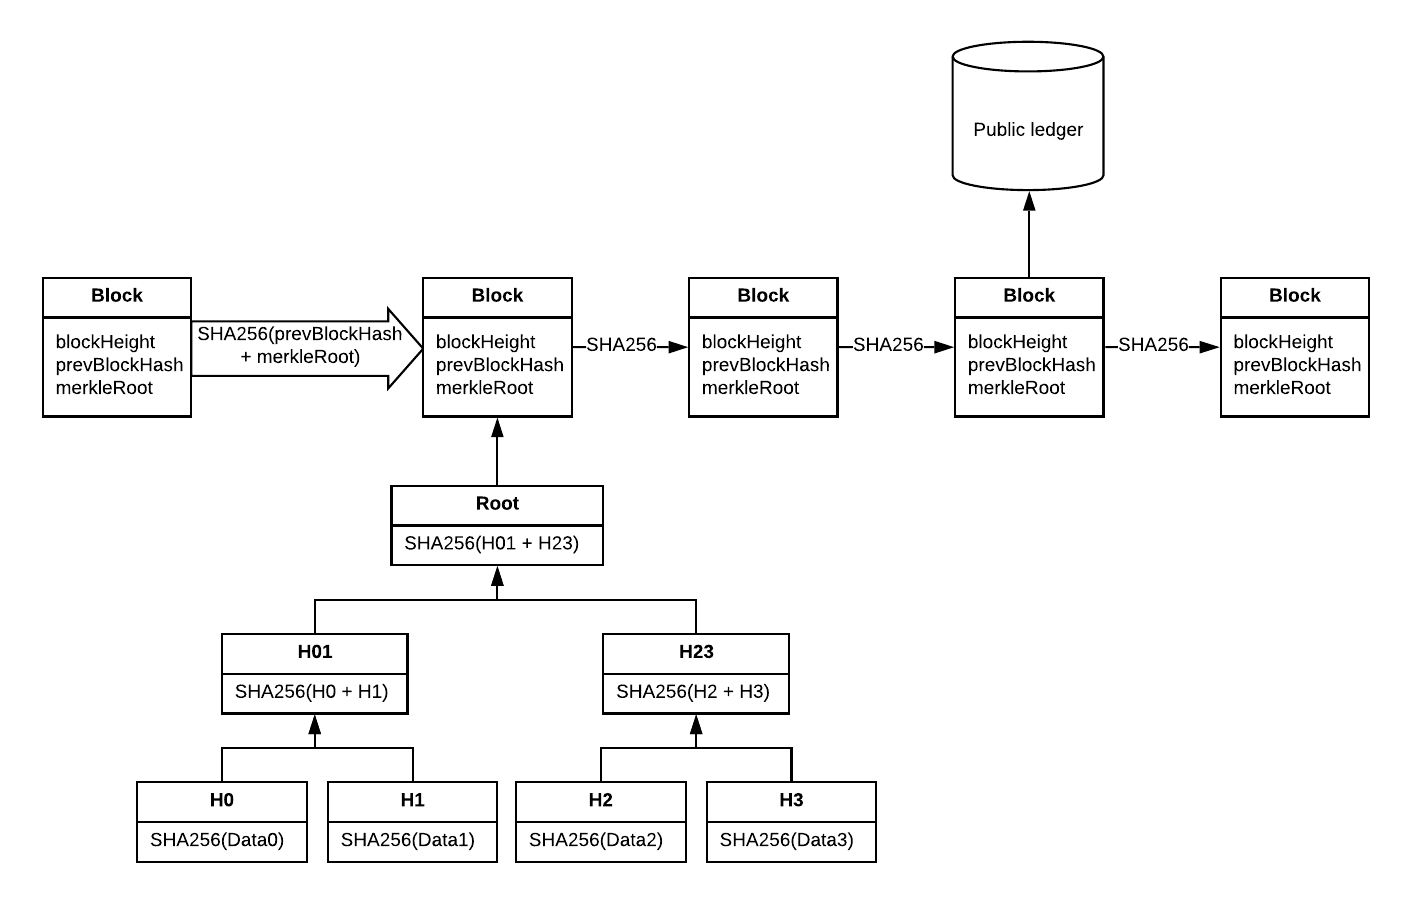 Public ledger
Block
blockHeight
prevBlockHash
merkleRoot
SHA256(prevBlockHash
+ merkleRoot)
Block
blockHeight
prevBlockHash
merkleRoot
SHA256
Block
blockHeight
prevBlockHash
merkleRoot
SHA256
Block
blockHeight
prevBlockHash
merkleRoot
SHA256
Block
blockHeight
prevBlockHash
merkleRoot
Root
SHA256(H01 + H23)
H01
SHA256(H0 + H1)
H23
SHA256(H2 + H3)
H0
SHA256(Data0)
H1
SHA256(Data1)
H2
SHA256(Data2)
H3
SHA256(Data3)